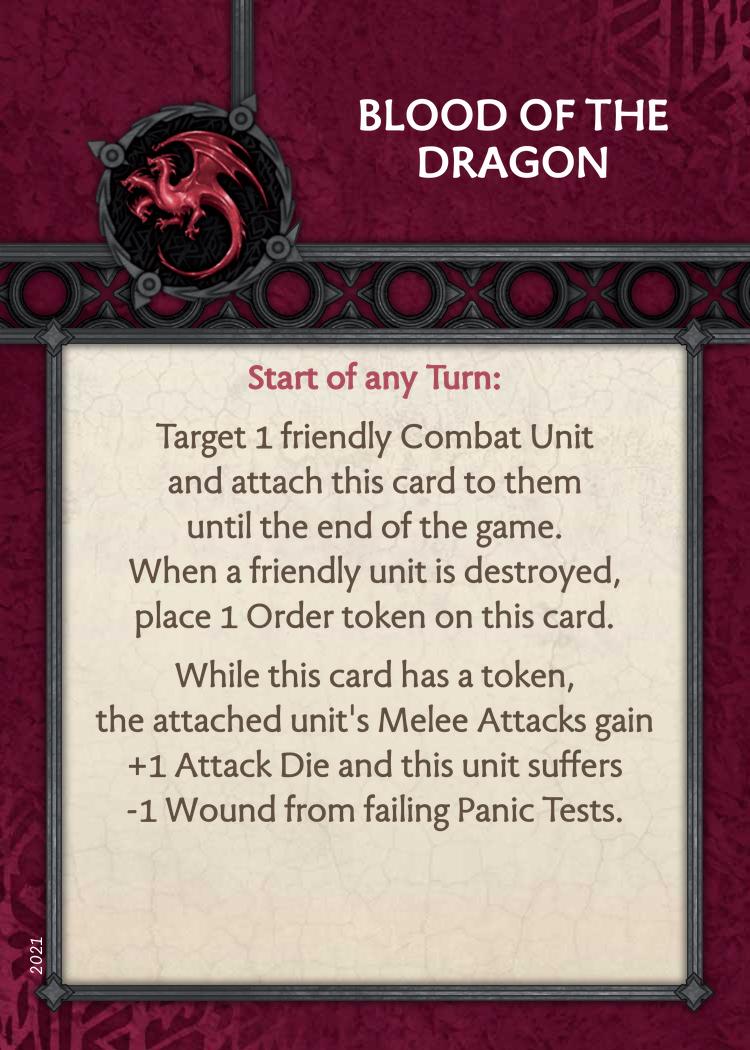 BLOOD OF THE
DRAGON
Start of any Turn:
Target 1 friendly Combat Unit
and attach this card to them
until the end of the game.
When a friendly unit is destroyed,
place 1 Order token on this card.
While this card has a token,
the attached unit's Melee Attacks gain
+1 Attack Die and this unit suffers
-1 Wound from failing Panic Tests.
2021